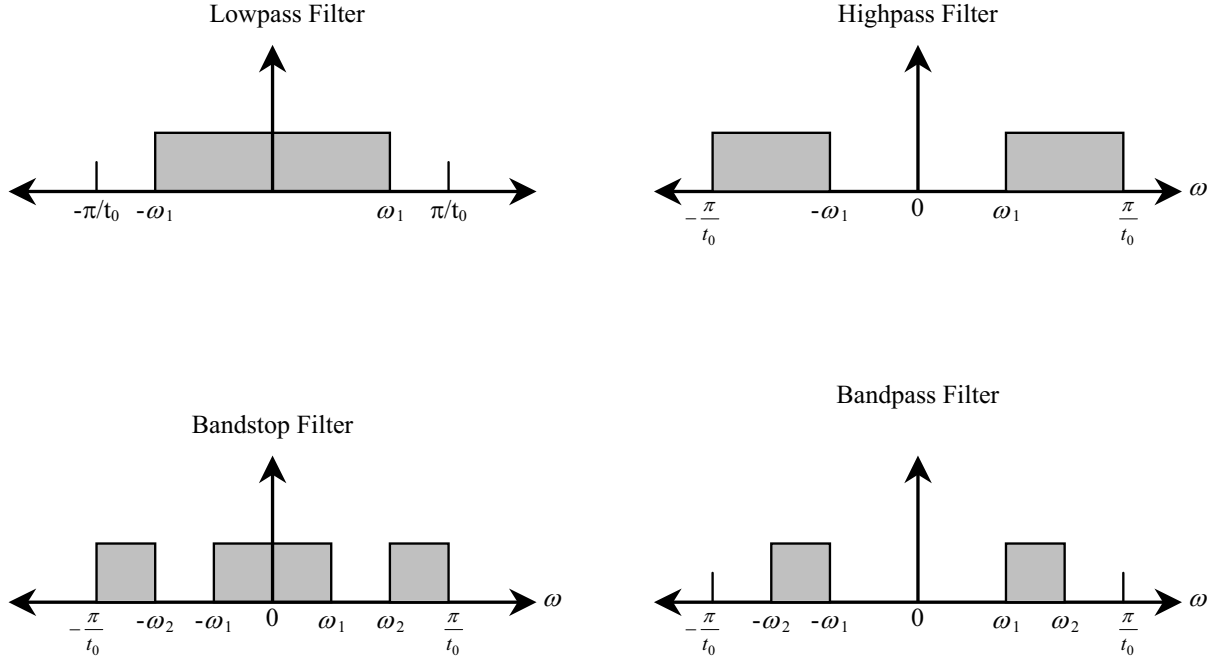 Lowpass Filter
-π/t₀ -ω₁ ω₁ π/t₀
Highpass Filter
ω
-π/t₀ -ω₁ 0 ω₁ π/t₀
Bandstop Filter
ω
-π/t₀ -ω₂ -ω₁ 0 ω₁ ω₂ π/t₀
Bandpass Filter
ω
-π/t₀ -ω₂ -ω₁ 0 ω₁ ω₂ π/t₀